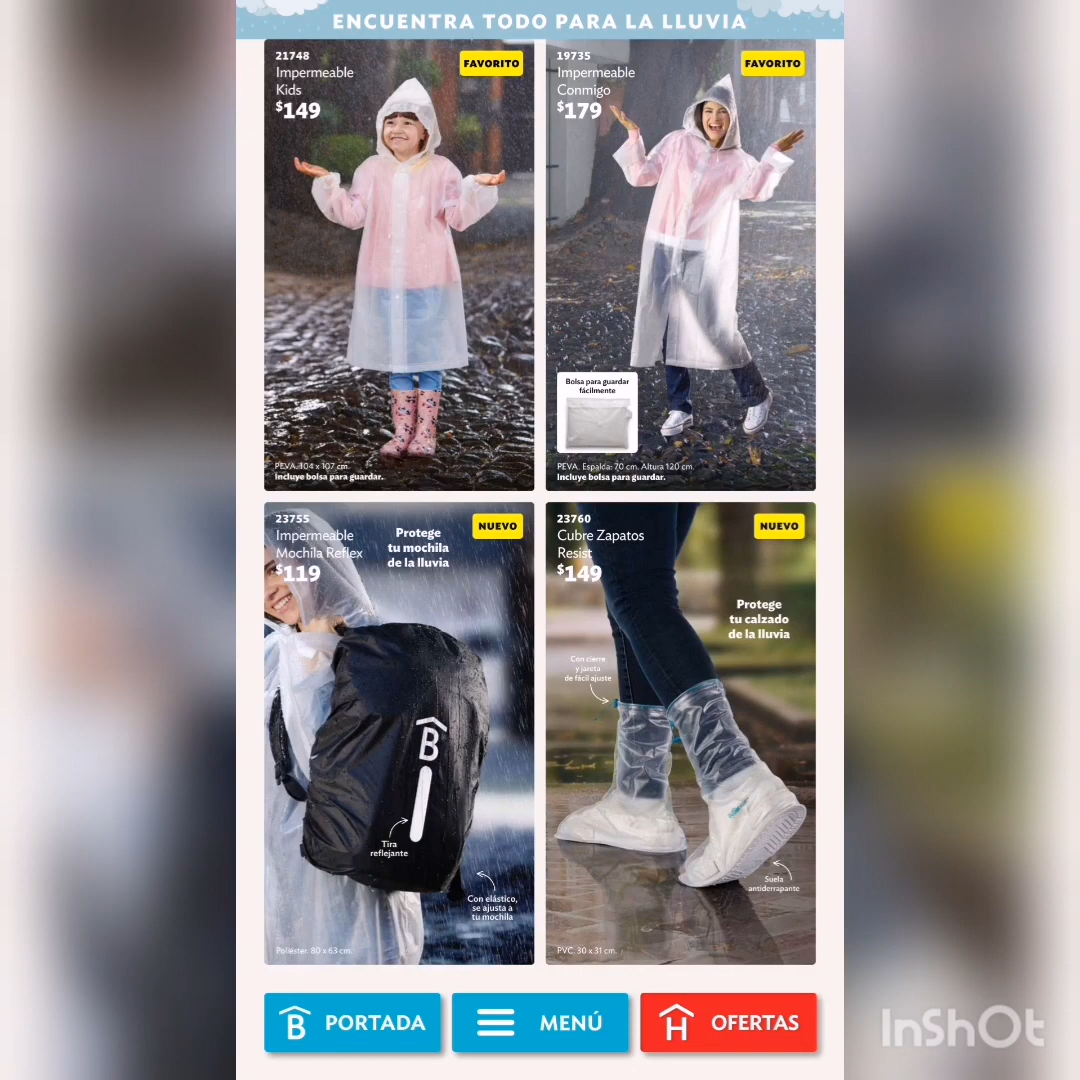 ENCUENTRA TODO PARA LA LLUVIA
21748
Impermeable
Kids
$149
FAVORITO
PEVA. 104 x 107 cm.
Incluye bolsa para guardar.
19735
Impermeable
Conmigo
$179
FAVORITO
Bolsa para guardar
fácilmente
PEVA. Espalda: 70 cm. Altura 120 cm.
Incluye bolsa para guardar.
23755
Impermeable
Mochila Reflex
$119
Protege
tu mochila
de la lluvia
NUEVO
B
Tira
reflejante
Con elástico,
se ajusta a
tu mochila
Poliéster. 80 x 63 cm.
23760
Cubre Zapatos
Resist
$149
NUEVO
Protege
tu calzado
de la lluvia
Con cierre
y jareta
de fácil ajuste
Suela
antiderrapante
PVC. 30 x 31 cm.
B PORTADA
MENÚ
H OFERTAS
InShOt